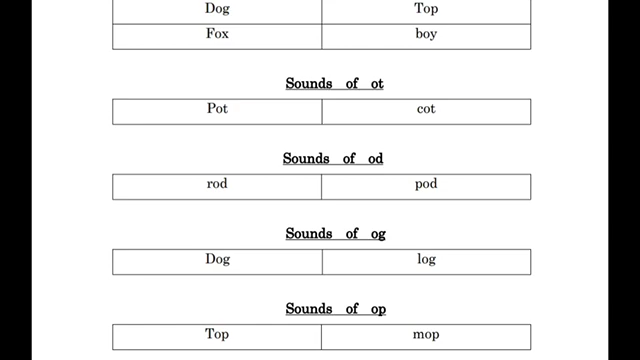 Dog Top
Fox boy
Sounds of ot
Pot cot
Sounds of od
rod pod
Sounds of og
Dog log
Sounds of op
Top mop